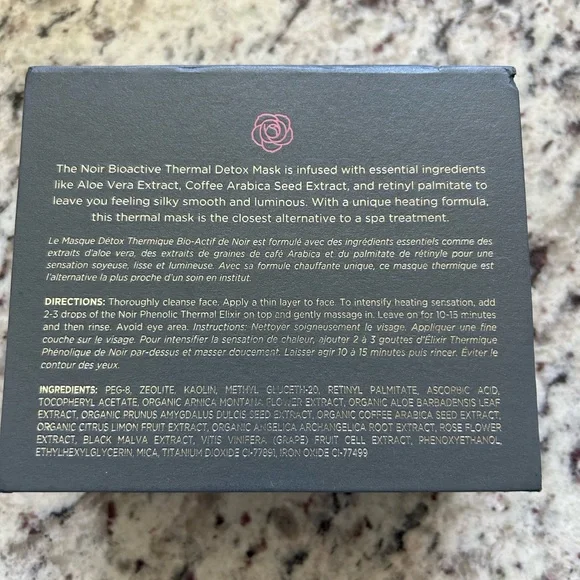 The Noir Bioactive Thermal Detox Mask is infused with essential ingredients
like Aloe Vera Extract, Coffee Arabica Seed Extract, and retinyl palmitate to
leave you feeling silky smooth and luminous. With a unique heating formula,
this thermal mask is the closest alternative to a spa treatment.
Le Masque Détox Thermique Bio-Actif de Noir est formulé avec des ingrédients essentiels comme des
extraits d'aloe vera, des extraits de graines de café Arabica et du palmitate de rétinyle pour une
sensation soyeuse, lisse et lumineuse. Avec sa formule chauffante unique, ce masque thermique est
l'alternative la plus proche d'un soin en institut.
DIRECTIONS: Thoroughly cleanse face. Apply a thin layer to face. To intensify heating sensation, add
2-3 drops of the Noir Phenolic Thermal Elixir on top and gently massage in. Leave on for 10-15 minutes
and then rinse. Avoid eye area. Instructions: Nettoyer soigneusement le visage. Appliquer une fine
couche sur le visage. Pour intensifier la sensation de chaleur, ajouter 2 à 3 gouttes d'Élixir Thermique
Phénolique de Noir par-dessus et masser doucement. Laisser agir 10 à 15 minutes puis rincer. Éviter le
contour des yeux.
INGREDIENTS: PEG-8, ZEOLITE, KAOLIN, METHYL GLUCETH-20, RETINYL PALMITATE, ASCORBIC ACID,
TOCOPHERYL ACETATE, ORGANIC ARNICA MONTANA FLOWER EXTRACT, ORGANIC ALOE BARBADENSIS LEAF
EXTRACT, ORGANIC PRUNUS AMYGDALUS DULCIS SEED EXTRACT, ORGANIC COFFEE ARABICA SEED EXTRACT,
ORGANIC CITRUS LIMON FRUIT EXTRACT, ORGANIC ANGELICA ARCHANGELICA ROOT EXTRACT, ROSE FLOWER
EXTRACT, BLACK MALVA EXTRACT, VITIS VINIFERA (GRAPE) FRUIT CELL EXTRACT, PHENOXYETHANOL,
ETHYLHEXYLGLYCERIN, MICA, TITANIUM DIOXIDE CI-77891, IRON OXIDE CI-77499